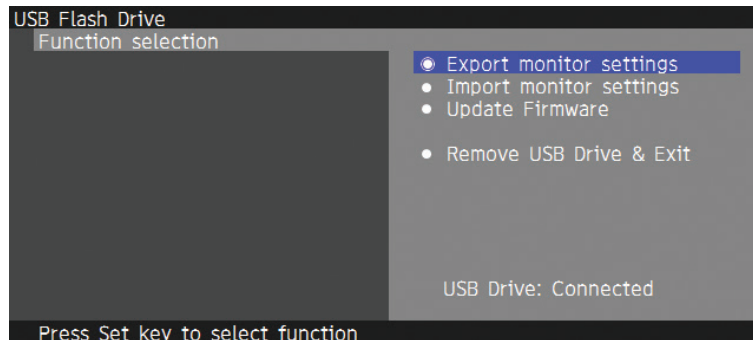 USB Flash Drive
Function selection
Export monitor settings
Import monitor settings
Update Firmware
Remove USB Drive & Exit
USB Drive: Connected
Press Set key to select function